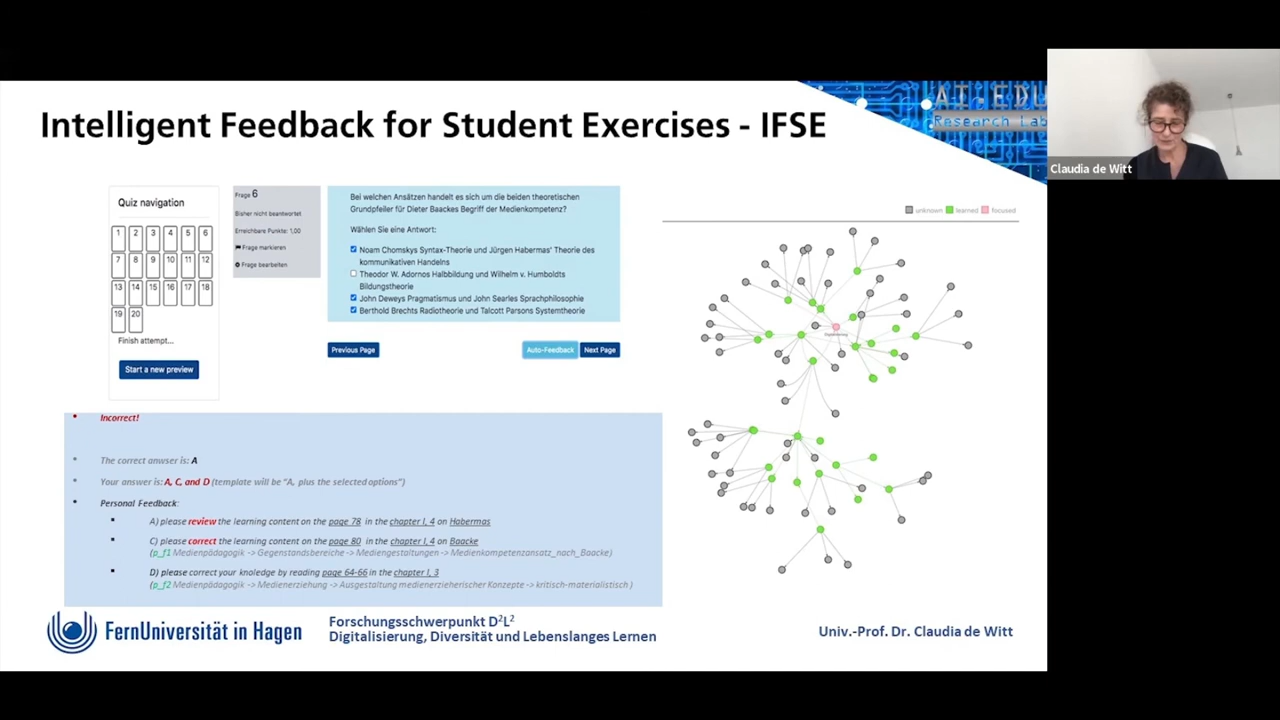 Intelligent Feedback for Student Exercises - IFSE
AI.EDU
Research Lab
Claudia de Witt
Quiz navigation
1 2 3 4 5 6
7 8 9 10 11 12
13 14 15 16 17 18
19 20
Finish attempt...
Start a new preview
Frage 6
Bisher nicht beantwortet
Erreichbare Punkte: 1,00
Frage markieren
Frage bearbeiten
Bei welchen Ansätzen handelt es sich um die beiden theoretischen
Grundpfeiler für Dieter Baackes Begriff der Medienkompetenz?
Wählen Sie eine Antwort:
Noam Chomskys Syntax-Theorie und Jürgen Habermas' Theorie des
kommunikativen Handelns
Theodor W. Adornos Halbbildung und Wilhelm v. Humboldts
Bildungstheorie
John Deweys Pragmatismus und John Searles Sprachphilosophie
Berthold Brechts Radiotheorie und Talcott Parsons Systemtheorie
Previous Page
Auto-Feedback
Next Page
unknown learned focused
Incorrect!
The correct anwser is: A
Your answer is: A, C, and D (template will be "A, plus the selected options")
Personal Feedback:
A) please review the learning content on the page 78 in the chapter I, 4 on Habermas
C) please correct the learning content on the page 80 in the chapter I, 4 on Baacke
(p_f1 Medienpädagogik -> Gegenstandsbereiche -> Mediengestaltungen -> Medienkompetenzansatz_nach_Baacke)
D) please correct your knoledge by reading page 64-66 in the chapter I, 3
(p_f2 Medienpädagogik -> Medienerziehung -> Ausgestaltung medienerzieherischer Konzepte -> kritisch-materialistisch )
FernUniversität in Hagen
Forschungsschwerpunkt D²L²
Digitalisierung, Diversität und Lebenslanges Lernen
Univ.-Prof. Dr. Claudia de Witt